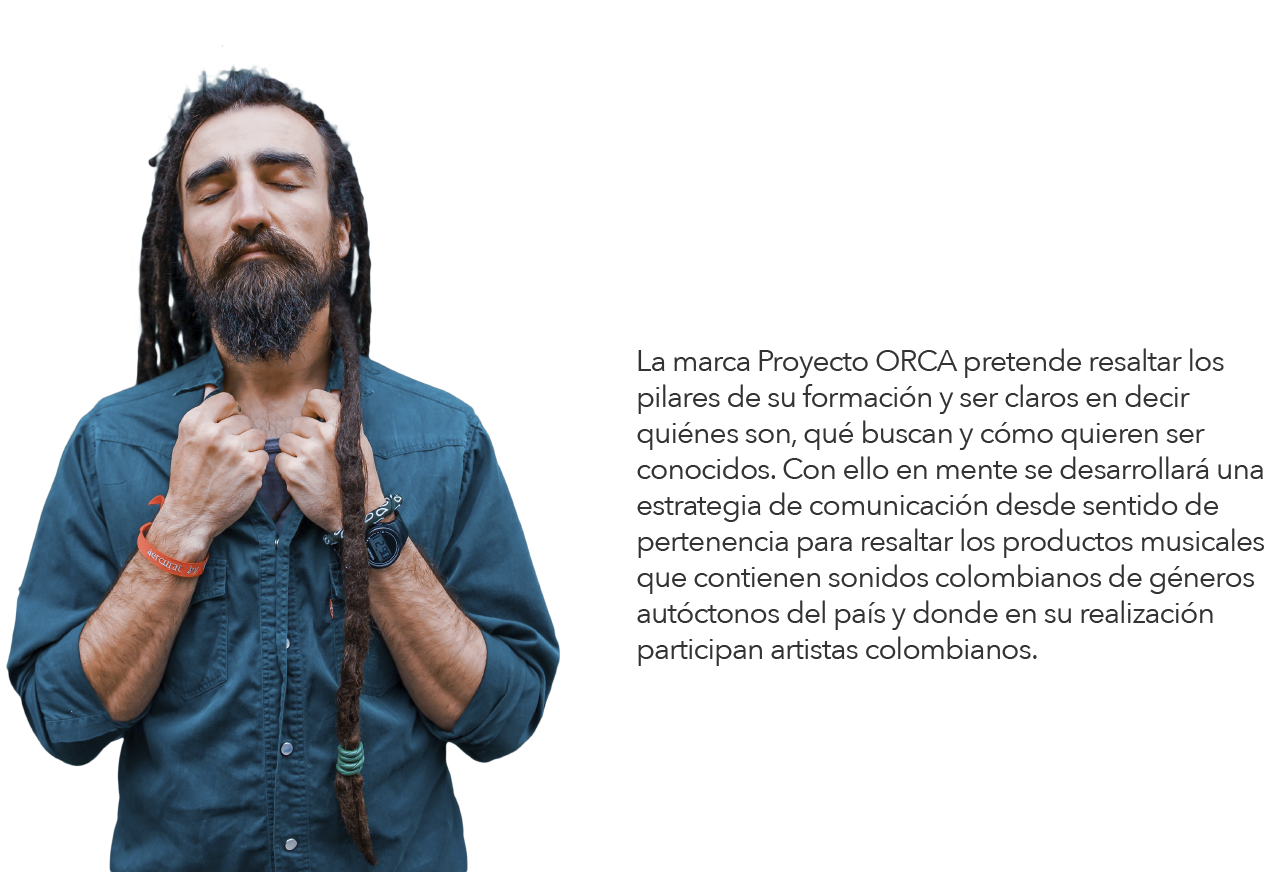 La marca Proyecto ORCA pretende resaltar los
pilares de su formación y ser claros en decir
quiénes son, qué buscan y cómo quieren ser
conocidos. Con ello en mente se desarrollará una
estrategia de comunicación desde sentido de
pertenencia para resaltar los productos musicales
que contienen sonidos colombianos de géneros
autóctonos del país y donde en su realización
participan artistas colombianos.